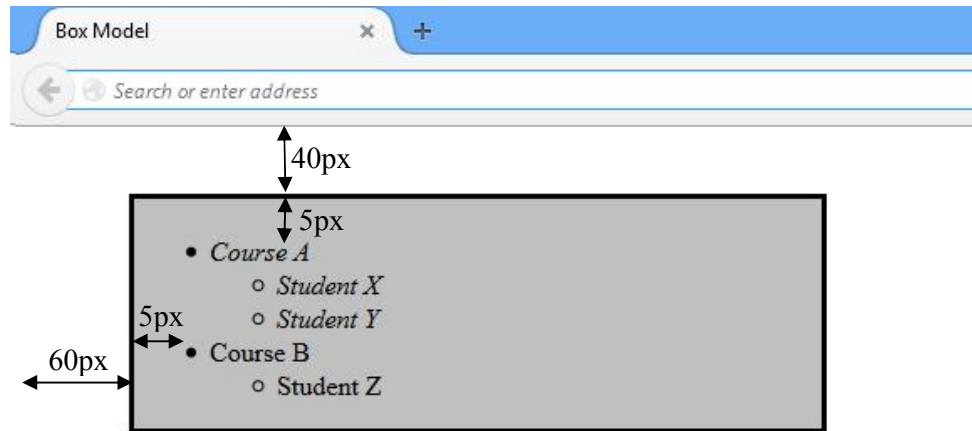 Box Model
Search or enter address
40px
5px
• Course A
○ Student X
○ Student Y
5px
• Course B
60px
○ Student Z